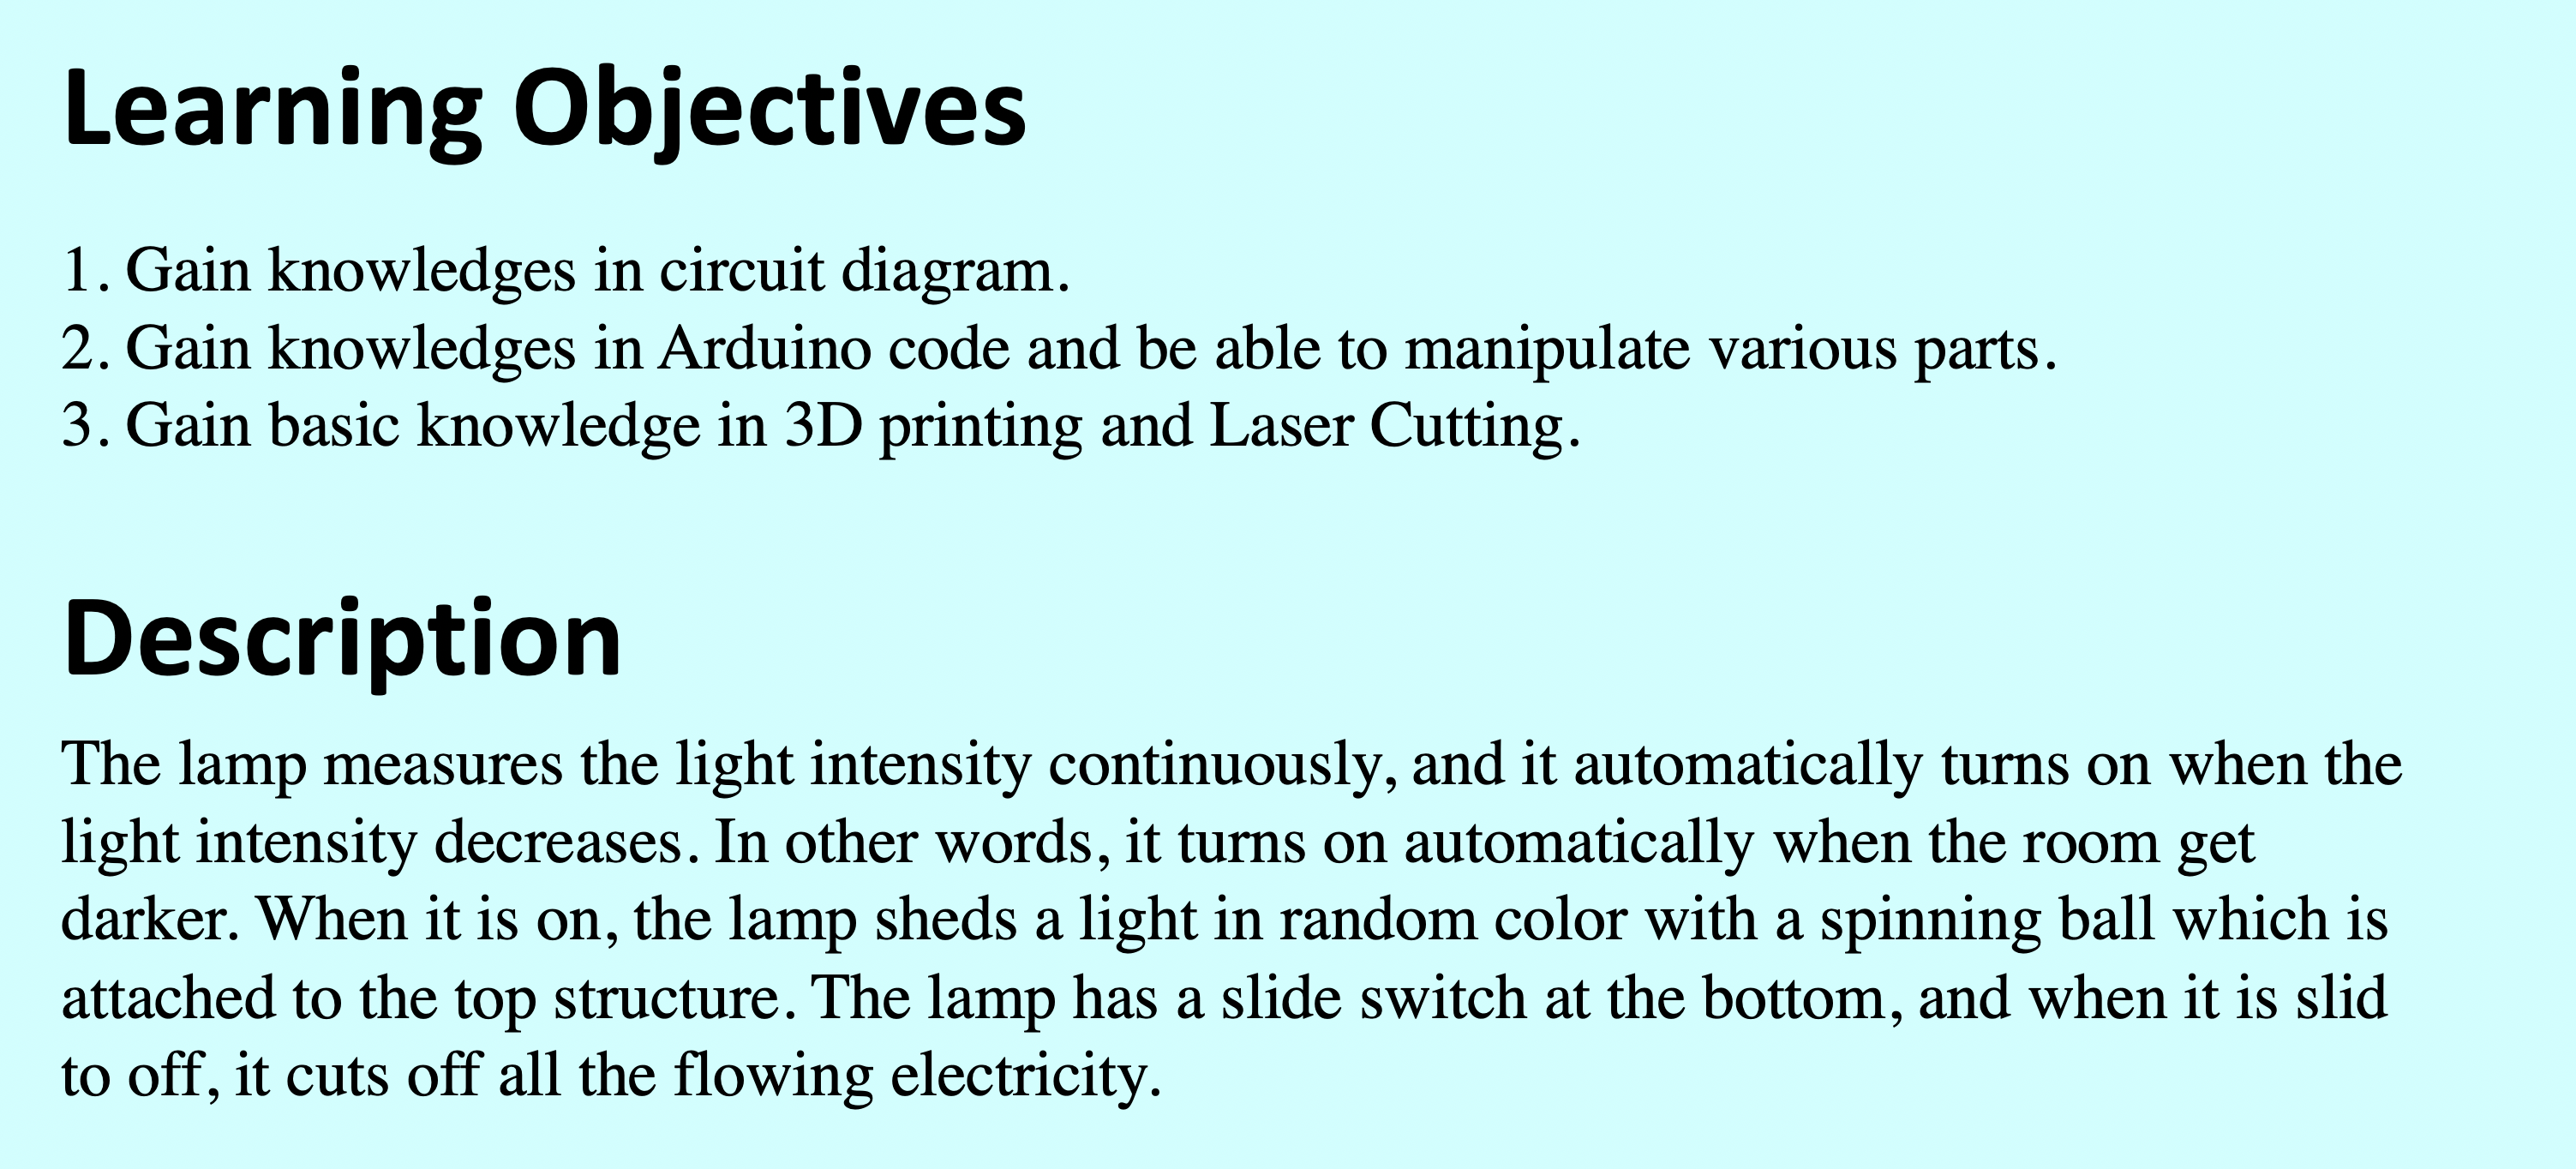 Learning Objectives
1. Gain knowledges in circuit diagram.
2. Gain knowledges in Arduino code and be able to manipulate various parts.
3. Gain basic knowledge in 3D printing and Laser Cutting.
Description
The lamp measures the light intensity continuously, and it automatically turns on when the
light intensity decreases. In other words, it turns on automatically when the room get
darker. When it is on, the lamp sheds a light in random color with a spinning ball which is
attached to the top structure. The lamp has a slide switch at the bottom, and when it is slid
to off, it cuts off all the flowing electricity.